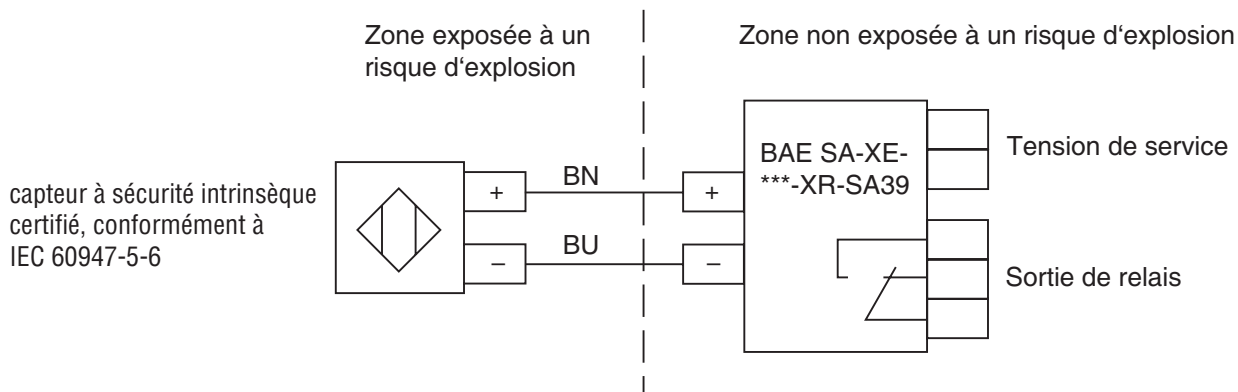 Zone exposée à un
risque d‘explosion
Zone non exposée à un risque d‘explosion
capteur à sécurité intrinsèque
certifié, conformément à
IEC 60947-5-6
+
–
BN
BU
+
–
BAE SA-XE-
***-XR-SA39
Tension de service
Sortie de relais